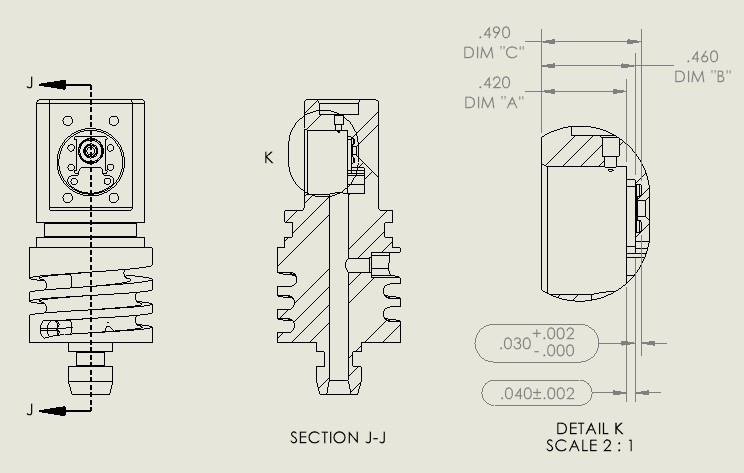 .490
DIM "C"
.460
DIM "B"
.420
DIM "A"
J
K
.030 +.002
-.000
.040±.002
J
SECTION J-J
DETAIL K
SCALE 2 : 1